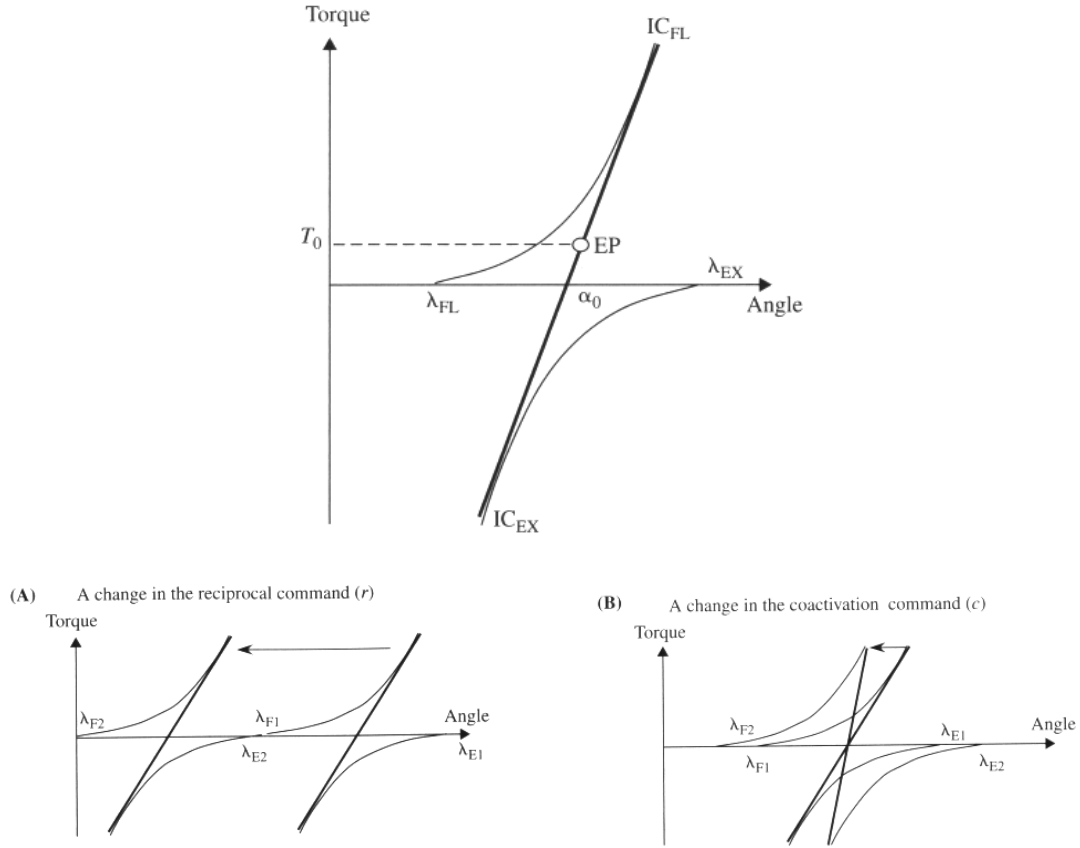 Torque
IC_FL
T_0
EP
λ_EX
λ_FL
α_0
Angle
IC_EX
(A) A change in the reciprocal command (r)
Torque
λ_F2
λ_F1
Angle
λ_E2
λ_E1
(B) A change in the coactivation command (c)
Torque
λ_F2
λ_E1
Angle
λ_F1
λ_E2